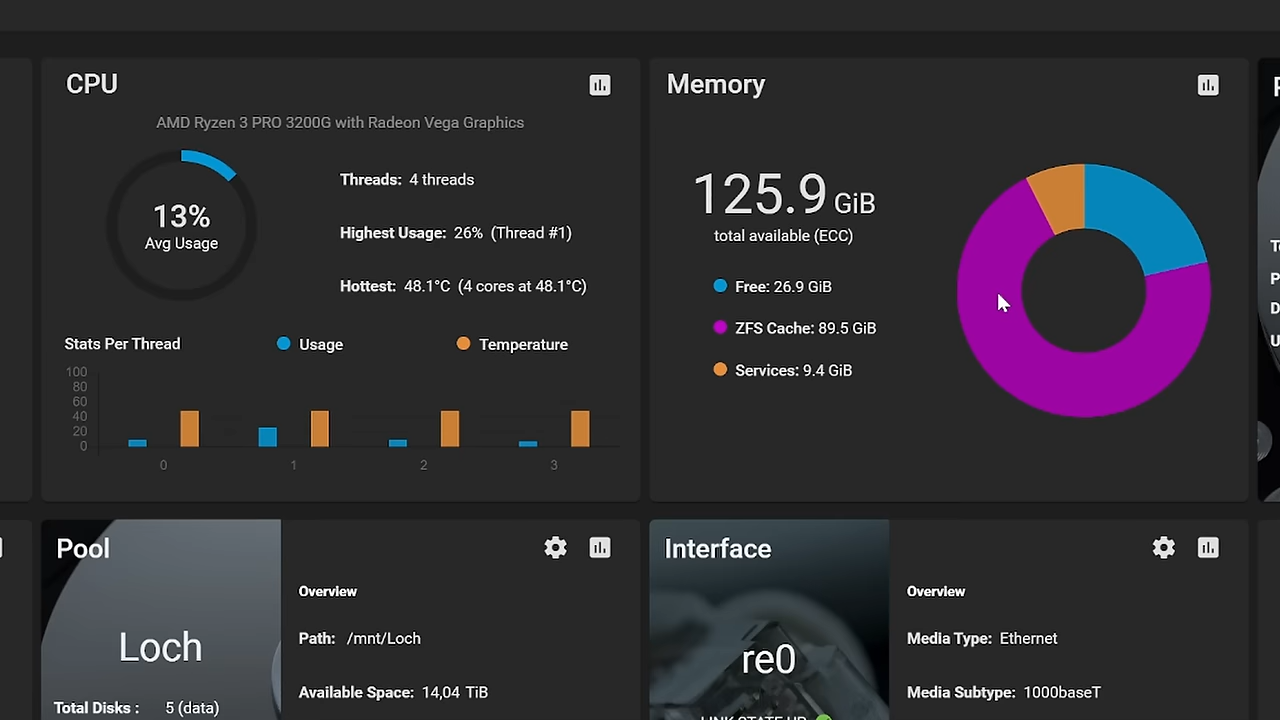 CPU
AMD Ryzen 3 PRO 3200G with Radeon Vega Graphics
13%
Avg Usage
Threads: 4 threads
Highest Usage: 26% (Thread #1)
Hottest: 48.1°C (4 cores at 48.1°C)
Stats Per Thread
Usage
Temperature
100
80
60
40
20
0
0 1 2 3
Memory
125.9 GiB
total available (ECC)
Free: 26.9 GiB
ZFS Cache: 89.5 GiB
Services: 9.4 GiB
Pool
Loch
Total Disks : 5 (data)
Overview
Path: /mnt/Loch
Available Space: 14,04 TiB
Interface
re0
LINK STATE UP
Overview
Media Type: Ethernet
Media Subtype: 1000baseT